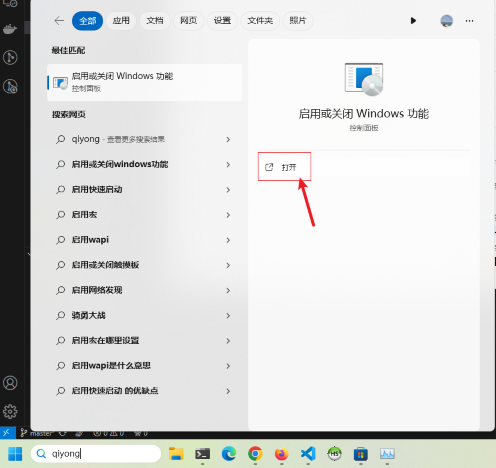 全部 应用 文档 网页 设置 文件夹 照片
最佳匹配
启用或关闭 Windows 功能
控制面板
搜索网页
qiyong - 查看更多搜索结果
启用或关闭windows功能
启用快速启动
启用宏
启用wapi
启用或关闭触摸板
启用网络发现
骑勇大战
启用宏在哪里设置
启用wapi是什么意思
启用快速启动 的优缺点
启用或关闭 Windows 功能
控制面板
打开
master*
0 0 0
qiyong